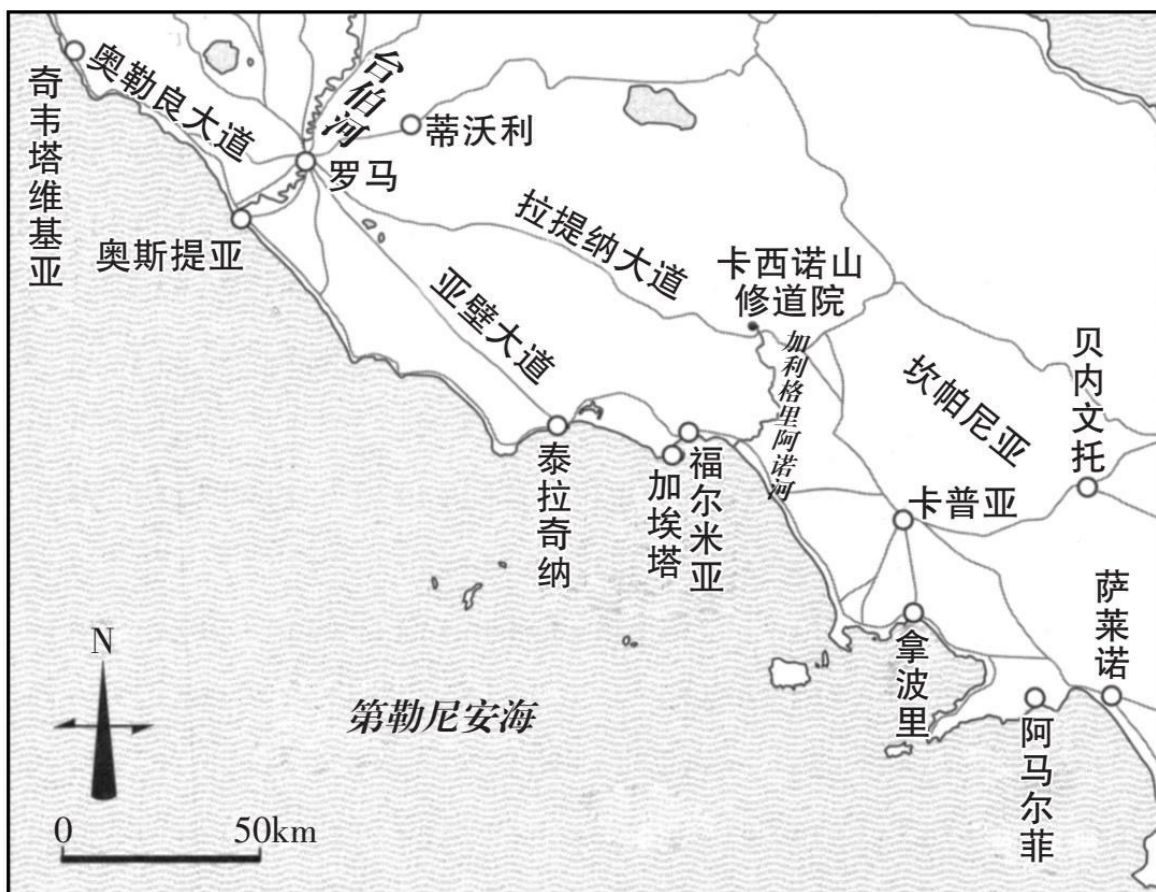 奇韦塔维基亚
奥勒良大道
台伯河
蒂沃利
罗马
奥斯提亚
拉提纳大道
卡西诺山
修道院
亚壁大道
加利格里阿诺河
坎帕尼亚
贝内文托
泰拉奇纳
加埃塔
福尔米亚
卡普亚
萨莱诺
拿波里
阿马尔菲
第勒尼安海
N
0 50km